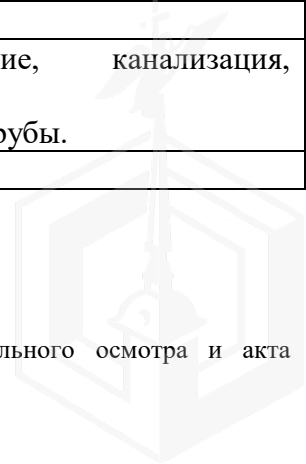 ие, канализация,
рубы.
льного осмотра и акта